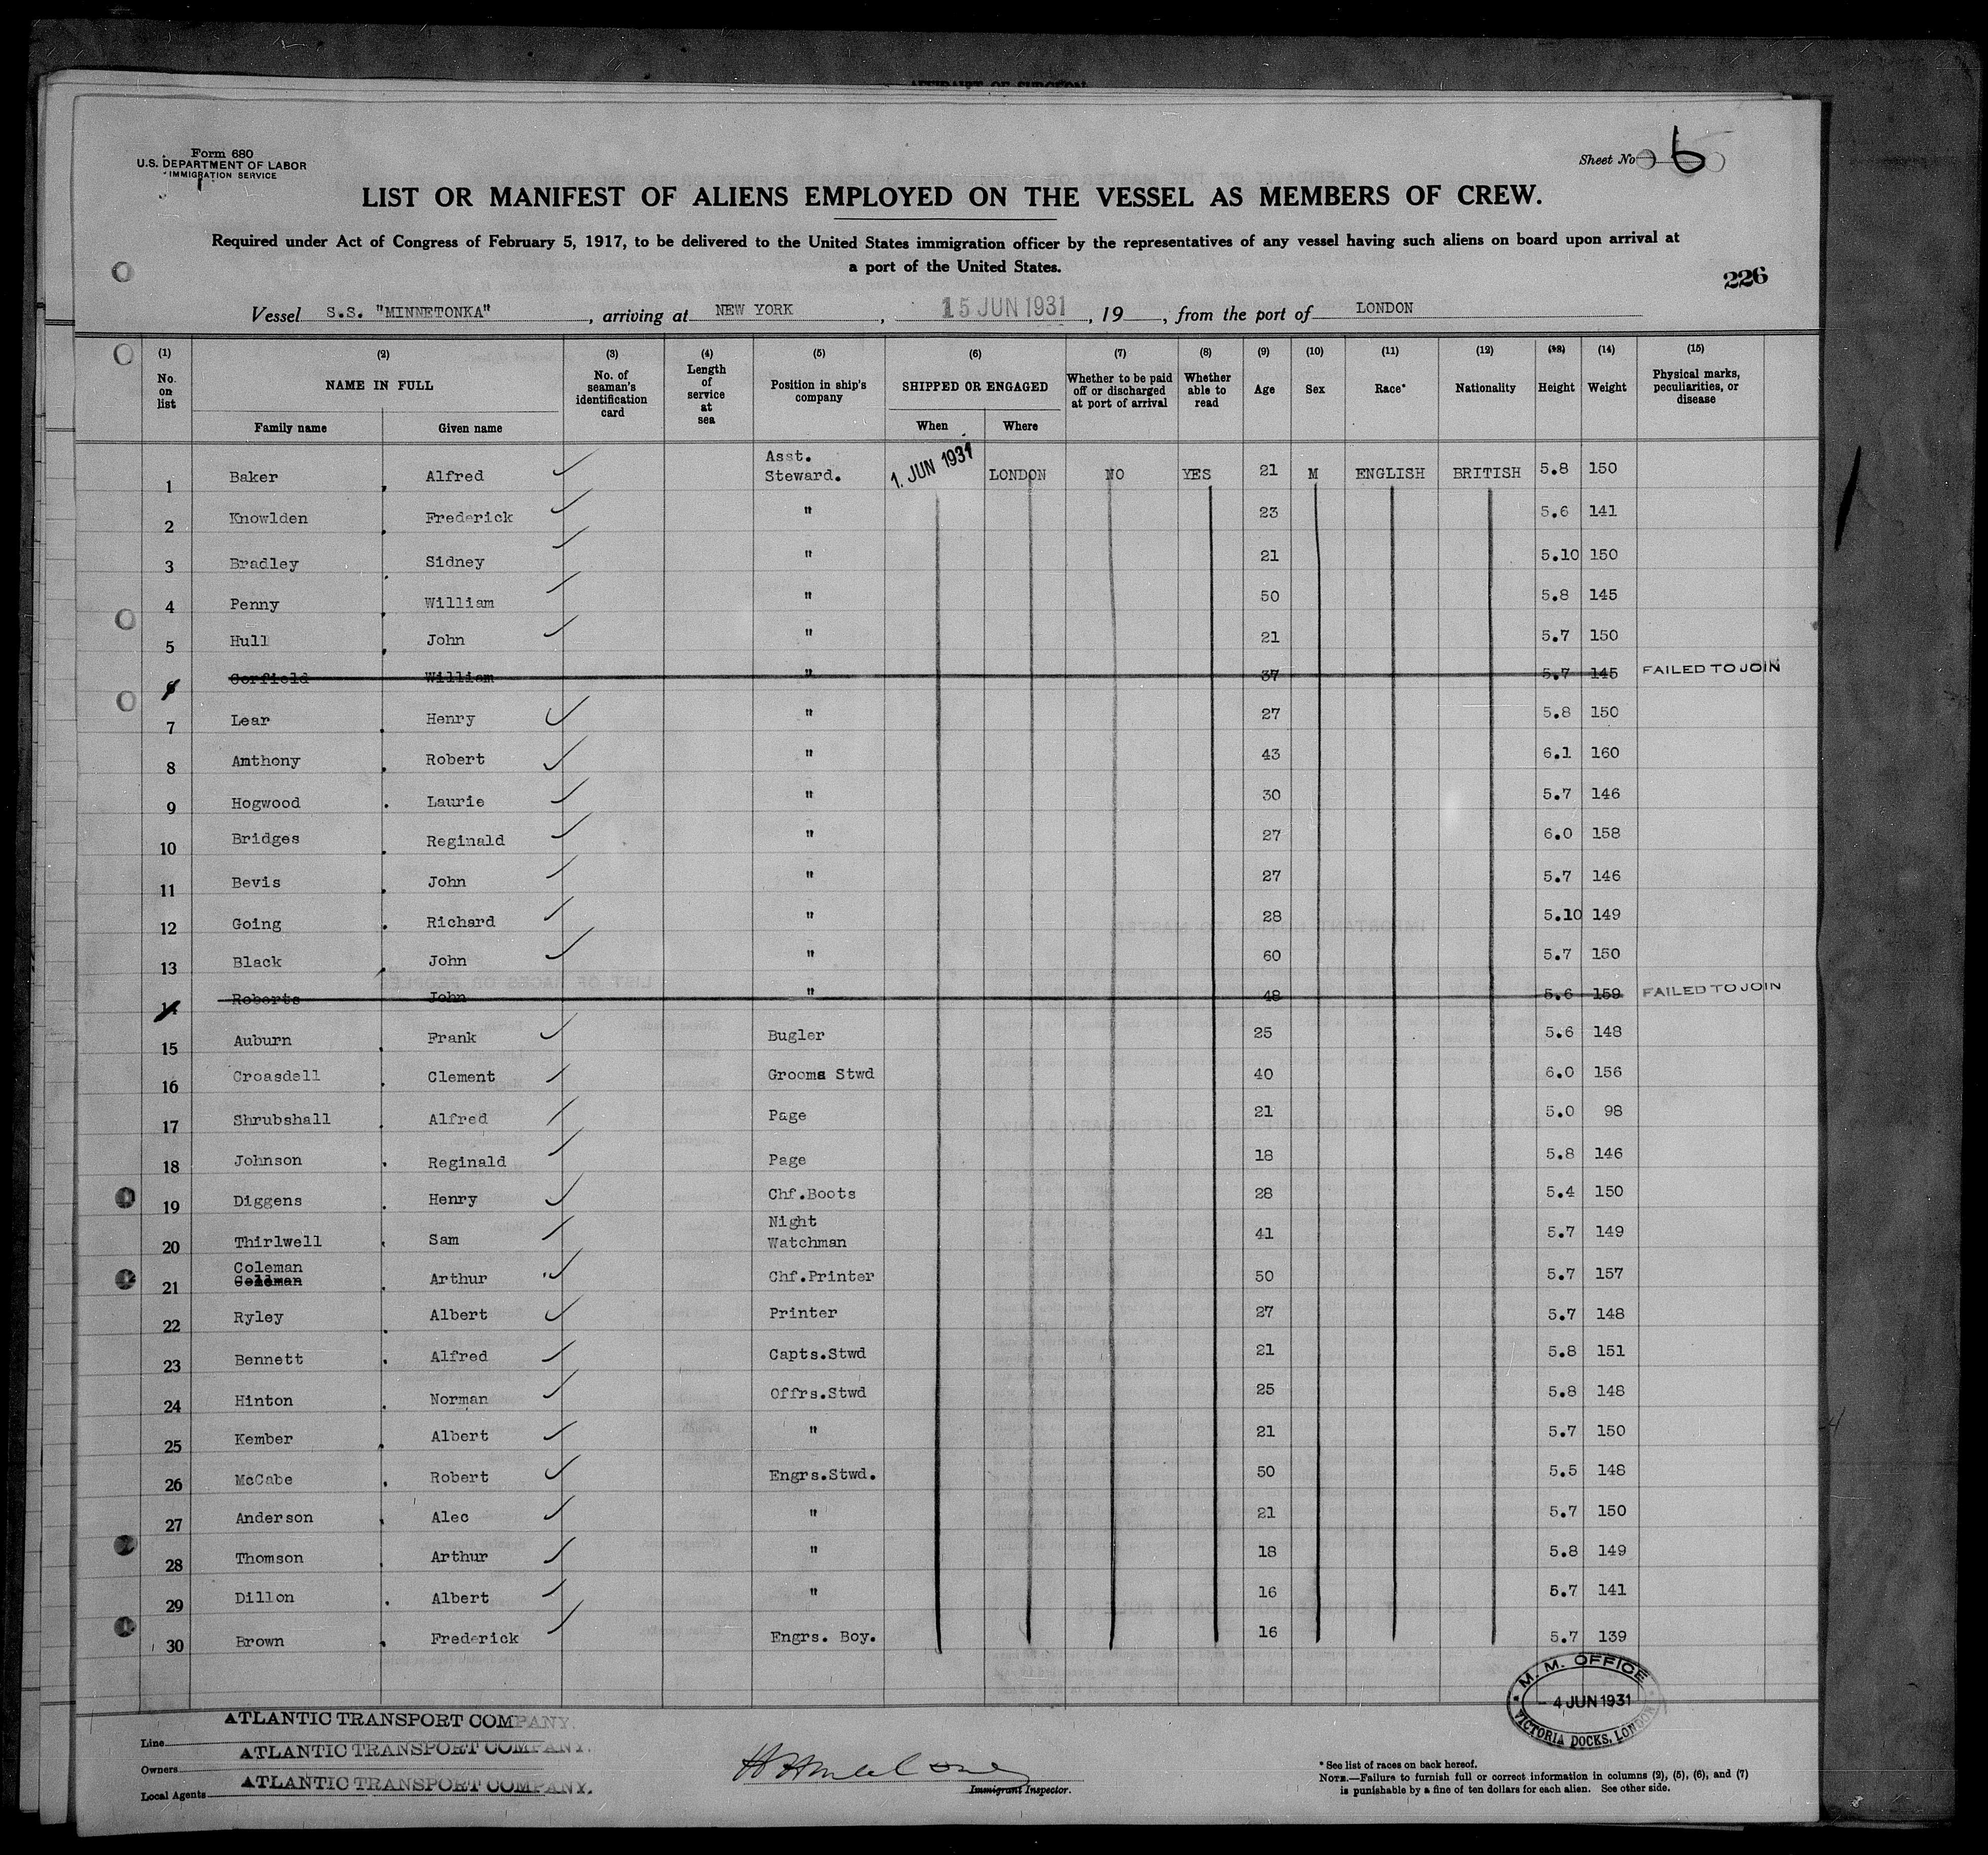 AFFIDAVIT OF SURGEON
Form 680
U.S. DEPARTMENT OF LABOR
IMMIGRATION SERVICE
Sheet No 6
LIST OR MANIFEST OF ALIENS EMPLOYED ON THE VESSEL AS MEMBERS OF CREW.
Required under Act of Congress of February 5, 1917, to be delivered to the United States immigration officer by the representatives of any vessel having such aliens on board upon arrival at
a port of the United States.
226
Vessel S.S. "MINNETONKA", arriving at NEW YORK, 15 JUN 1931, 19 , from the port of LONDON
(1) (2) (3) (4) (5) (6) (7) (8) (9) (10) (11) (12) (13) (14) (15)
No. on list NAME IN FULL No. of seaman's identification card Length of service at sea Position in ship's company SHIPPED OR ENGAGED Whether to be paid off or discharged at port of arrival Whether able to read Age Sex Race* Nationality Height Weight Physical marks, peculiarities, or disease
Family name Given name When Where
1 Baker, Alfred Asst. Steward. 1. JUN 1931 LONDON NO YES 21 M ENGLISH BRITISH 5.8 150
2 Knowlden, Frederick " 23 5.6 141
3 Bradley, Sidney " 21 5.10 150
4 Penny, William " 50 5.8 145
5 Hull, John " 21 5.7 150
6 Corfield William " 37 5.7 145 FAILED TO JOIN
7 Lear, Henry " 27 5.8 150
8 Anthony, Robert " 43 6.1 160
9 Hogwood. Laurie " 30 5.7 146
10 Bridges, Reginald " 27 6.0 158
11 Bevis, John " 27 5.7 146
12 Going. Richard " 28 5.10 149
13 Black, John " 60 5.7 150
14 Roberts John " 48 5.6 159 FAILED TO JOIN
15 Auburn, Frank Bugler 25 5.6 148
16 Croasdell. Clement Grooms Stwd 40 6.0 156
17 Shrubshall, Alfred Page 21 5.0 98
18 Johnson. Reginald Page 18 5.8 146
19 Diggens. Henry Chf.Boots 28 5.4 150
20 Thirlwell. Sam Night Watchman 41 5.7 149
21 Coleman Goldman. Arthur Chf.Printer 50 5.7 157
22 Ryley. Albert Printer 27 5.7 148
23 Bennett. Alfred Capts.Stwd 21 5.8 151
24 Hinton. Norman Offrs.Stwd 25 5.8 148
25 Kember, Albert " 21 5.7 150
26 McCabe. Robert Engrs.Stwd. 50 5.5 148
27 Anderson. Alec " 21 5.7 150
28 Thomson. Arthur " 18 5.8 149
29 Dillon. Albert " 16 5.7 141
30 Brown. Frederick Engrs. Boy. 16 5.7 139
M. M. OFFICE
4 JUN 1931
VICTORIA DOCKS, LONDON
Line ATLANTIC TRANSPORT COMPANY.
Owners ATLANTIC TRANSPORT COMPANY.
Local Agents ATLANTIC TRANSPORT COMPANY.
Immigrant Inspector.
* See list of races on back hereof.
NOTE.—Failure to furnish full or correct information in columns (2), (5), (6), and (7)
is punishable by a fine of ten dollars for each alien. See other side.